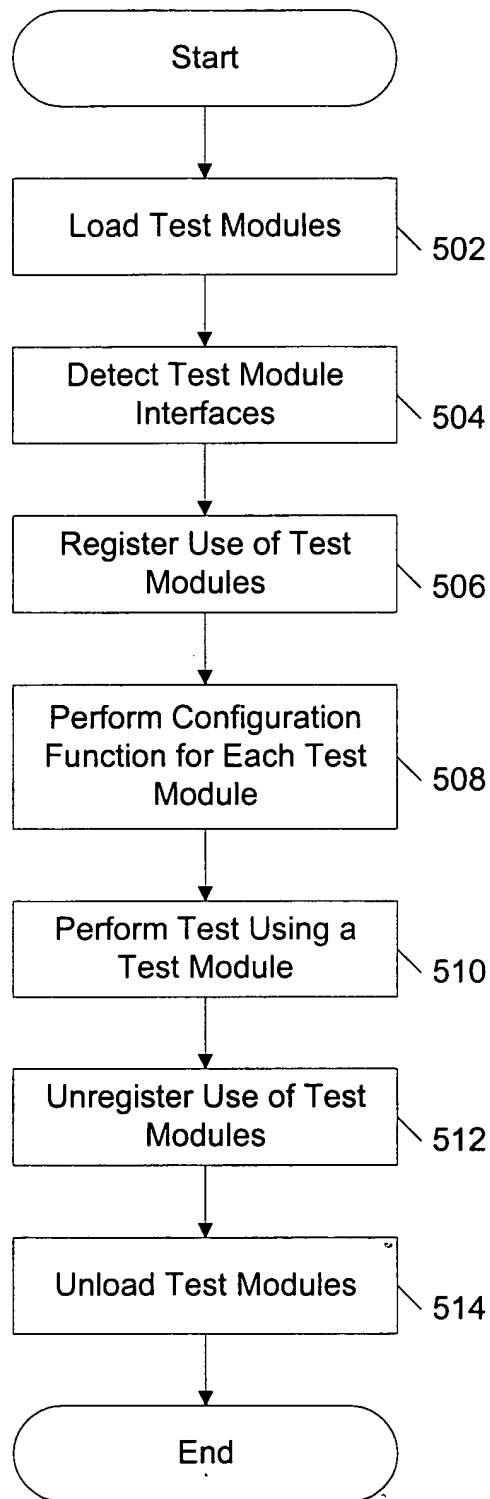 Start
Load Test Modules
502
Detect Test Module
Interfaces
504
Register Use of Test
Modules
506
Perform Configuration
Function for Each Test
Module
508
Perform Test Using a
Test Module
510
Unregister Use of Test
Modules
512
Unload Test Modules
514
End